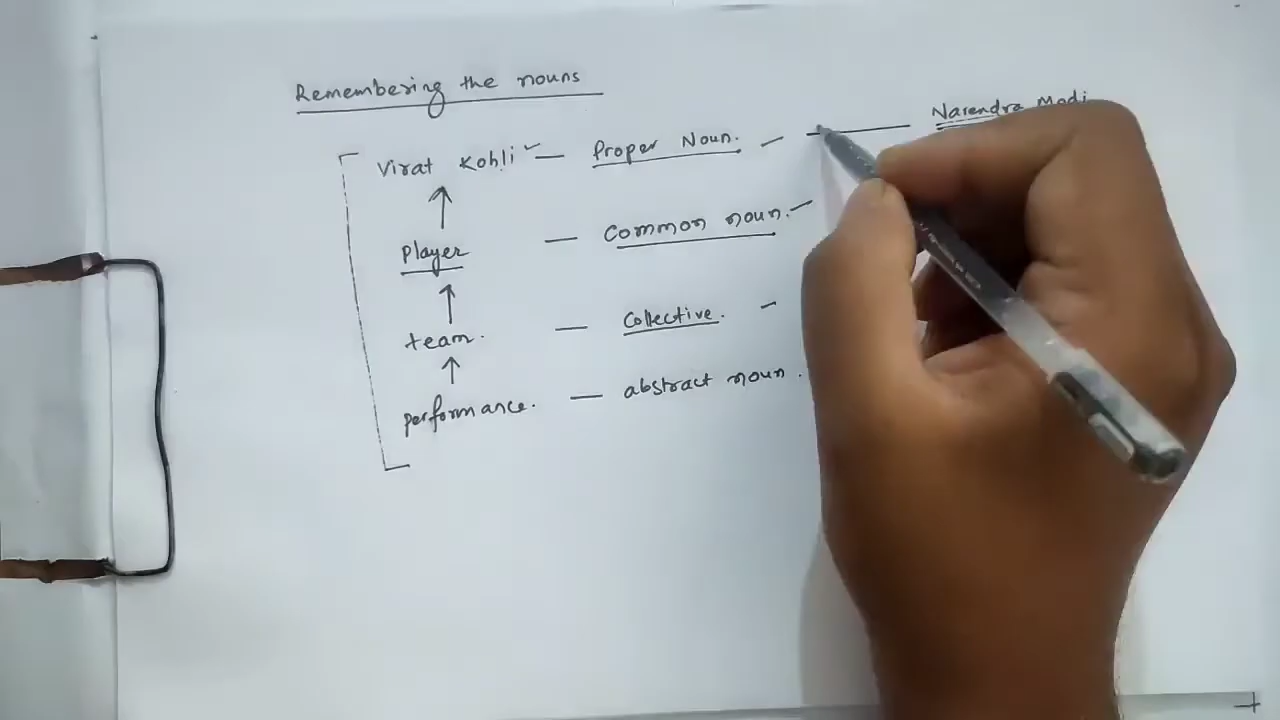 Remembering the nouns
Narendra Modi
Virat Kohli — Proper Noun.
Player — Common noun.
team. — Collective.
performance. — abstract noun.